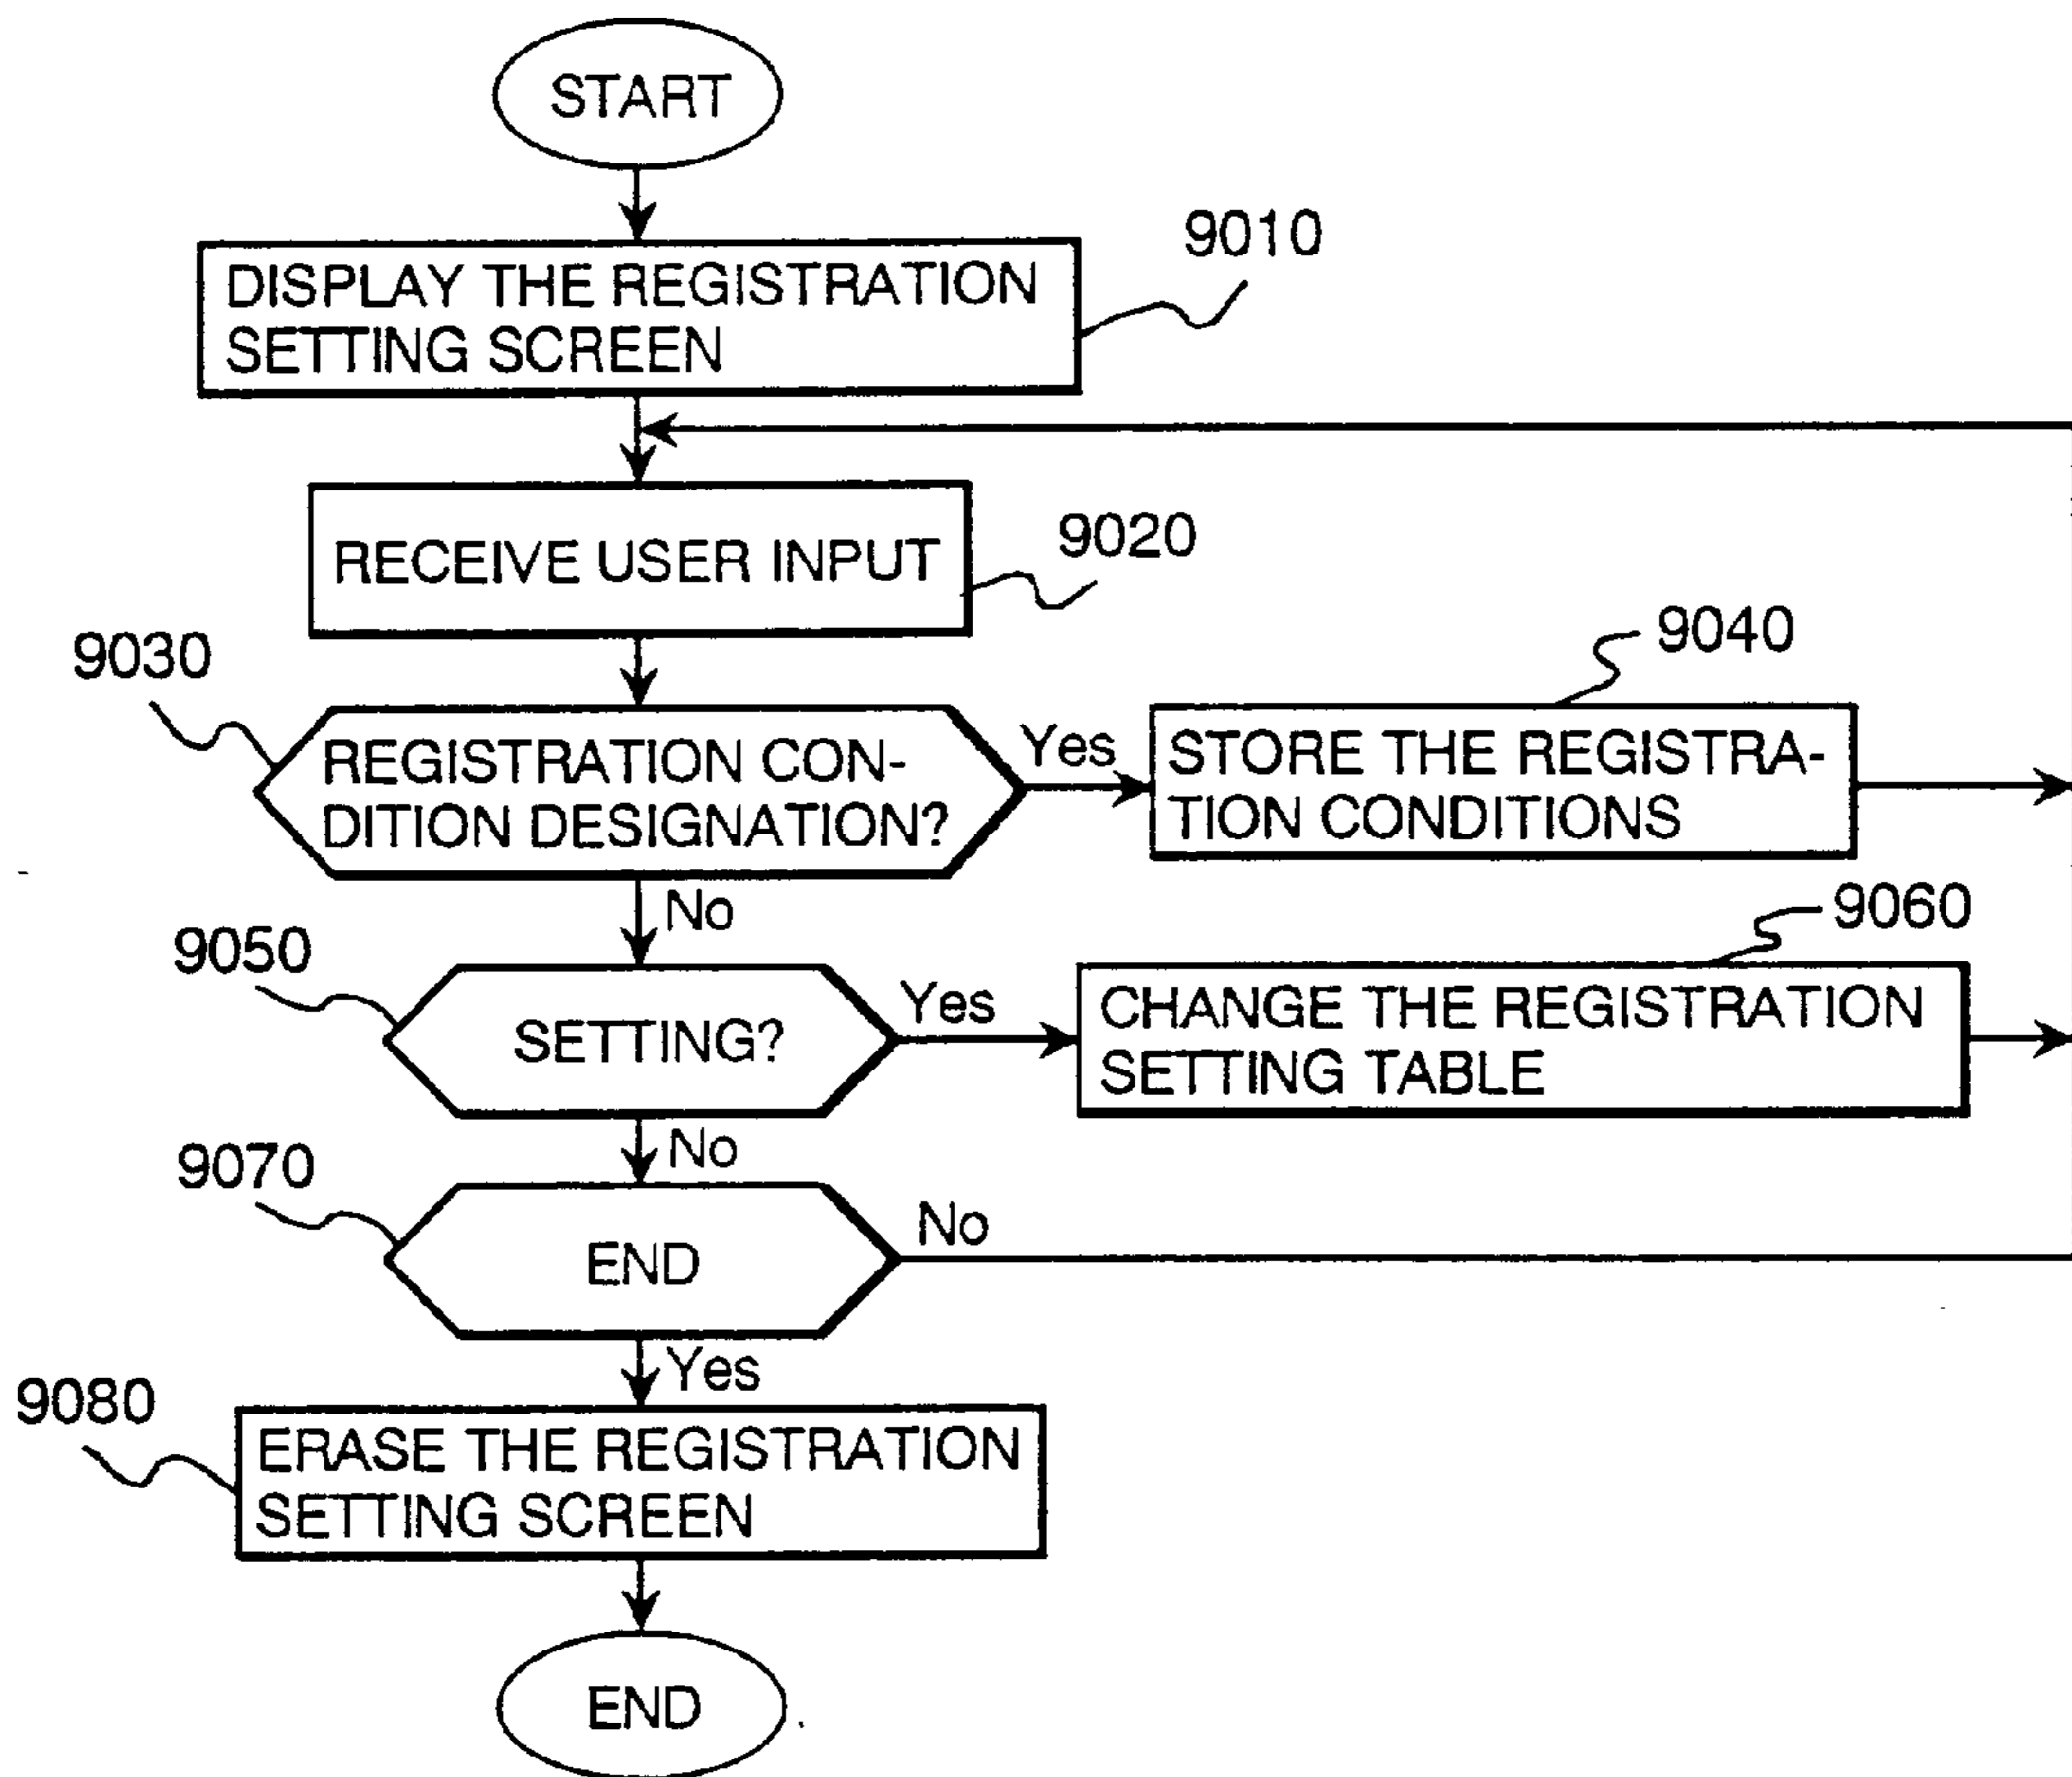 START
9010
DISPLAY THE REGISTRATION
SETTING SCREEN
9020
RECEIVE USER INPUT
9030
REGISTRATION CON-
DITION DESIGNATION?
Yes
9040
STORE THE REGISTRA-
TION CONDITIONS
No
9050
SETTING?
Yes
9060
CHANGE THE REGISTRATION
SETTING TABLE
No
9070
END
No
Yes
9080
ERASE THE REGISTRATION
SETTING SCREEN
END